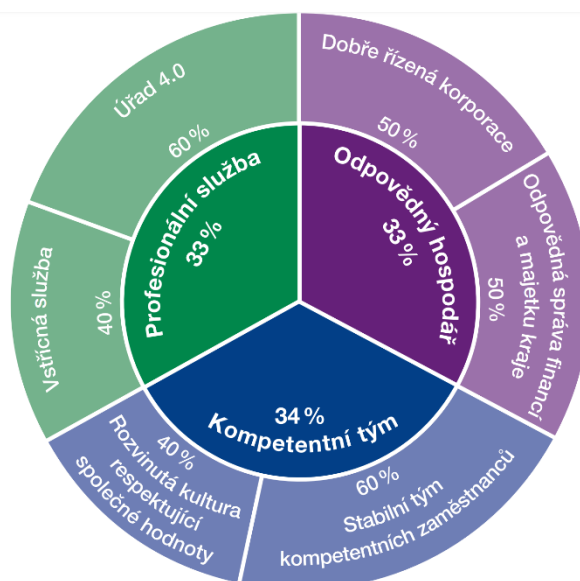 Úřad 4.0
60 %
Dobře řízená korporace
50 %
Profesionální služba
33 %
Odpovědný hospodář
33 %
Vstřícná služba
40 %
Odpovědná správa financí
a majetku kraje
50 %
34 %
Kompetentní tým
40 %
Rozvinutá kultura
respektující
společné hodnoty
60 %
Stabilní tým
kompetentních zaměstnanců